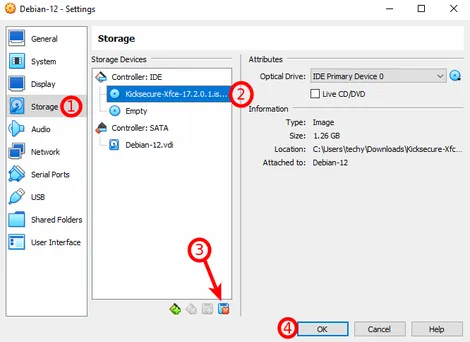 Debian-12 - Settings
General
System
Display
Storage
Audio
Network
Serial Ports
USB
Shared Folders
User Interface
1
Storage
Storage Devices
Controller: IDE
Kicksecure-Xfce-17.2.0.1.is...
2
Empty
Controller: SATA
Debian-12.vdi
3
Attributes
Optical Drive: IDE Primary Device 0
Live CD/DVD
Information
Type: Image
Size: 1.26 GB
Location: C:\Users\techy\Downloads\Kicksecure-Xfc...
Attached to: Debian-12
4
OK
Cancel
Help